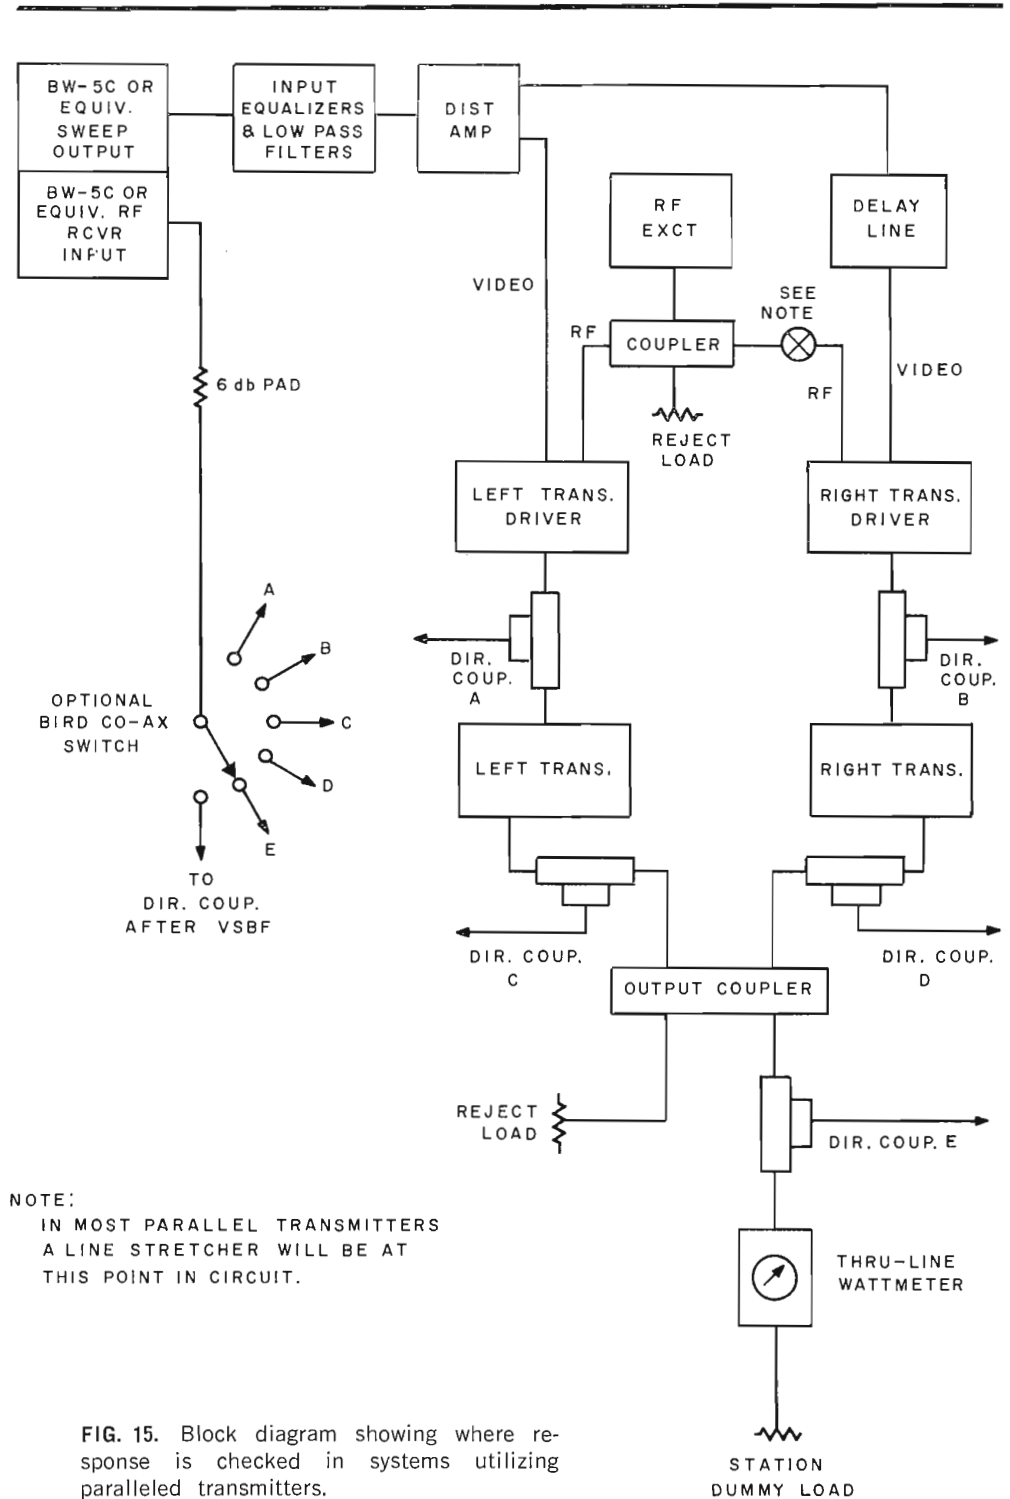 BW-5C OR
EQUIV.
SWEEP
OUTPUT
INPUT
EQUALIZERS
& LOW PASS
FILTERS
DIST
AMP
BW-5C OR
EQUIV. RF
RCVR
INPUT
RF
EXCT
DELAY
LINE
VIDEO
SEE
NOTE
RF
COUPLER
VIDEO
RF
6 db PAD
REJECT
LOAD
LEFT TRANS.
DRIVER
RIGHT TRANS.
DRIVER
A
B
C
D
E
OPTIONAL
BIRD CO-AX
SWITCH
TO
DIR. COUP.
AFTER VSBF
DIR.
COUP.
A
DIR.
COUP.
B
LEFT TRANS.
RIGHT TRANS.
DIR. COUP.
C
DIR. COUP.
D
OUTPUT COUPLER
REJECT
LOAD
DIR. COUP. E
NOTE:
IN MOST PARALLEL TRANSMITTERS
A LINE STRETCHER WILL BE AT
THIS POINT IN CIRCUIT.
THRU-LINE
WATTMETER
STATION
DUMMY LOAD
FIG. 15. Block diagram showing where re-
sponse is checked in systems utilizing
paralleled transmitters.